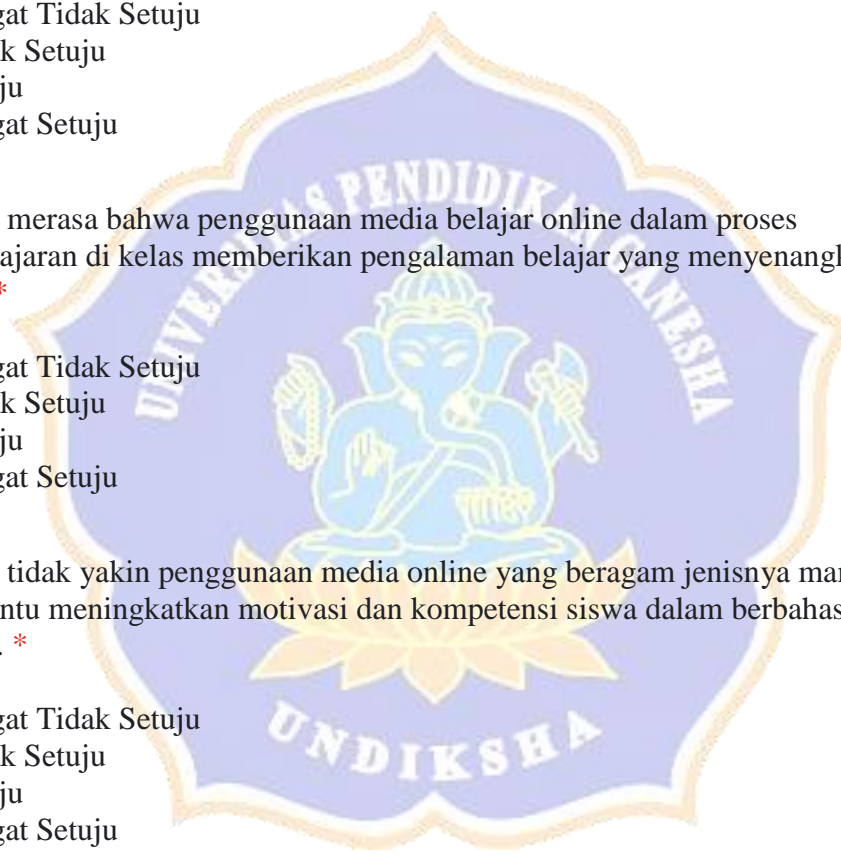 gat Tidak Setuju
k Setuju
ju
gat Setuju
merasa bahwa penggunaan media belajar online dalam proses
ajaran di kelas memberikan pengalaman belajar yang menyenangk
*
gat Tidak Setuju
k Setuju
ju
gat Setuju
tidak yakin penggunaan media online yang beragam jenisnya mam
ntu meningkatkan motivasi dan kompetensi siswa dalam berbahas
. *
gat Tidak Setuju
k Setuju
ju
gat Setuju
UNIVERSITAS PENDIDIKAN GANESHA
UNDIKSHA